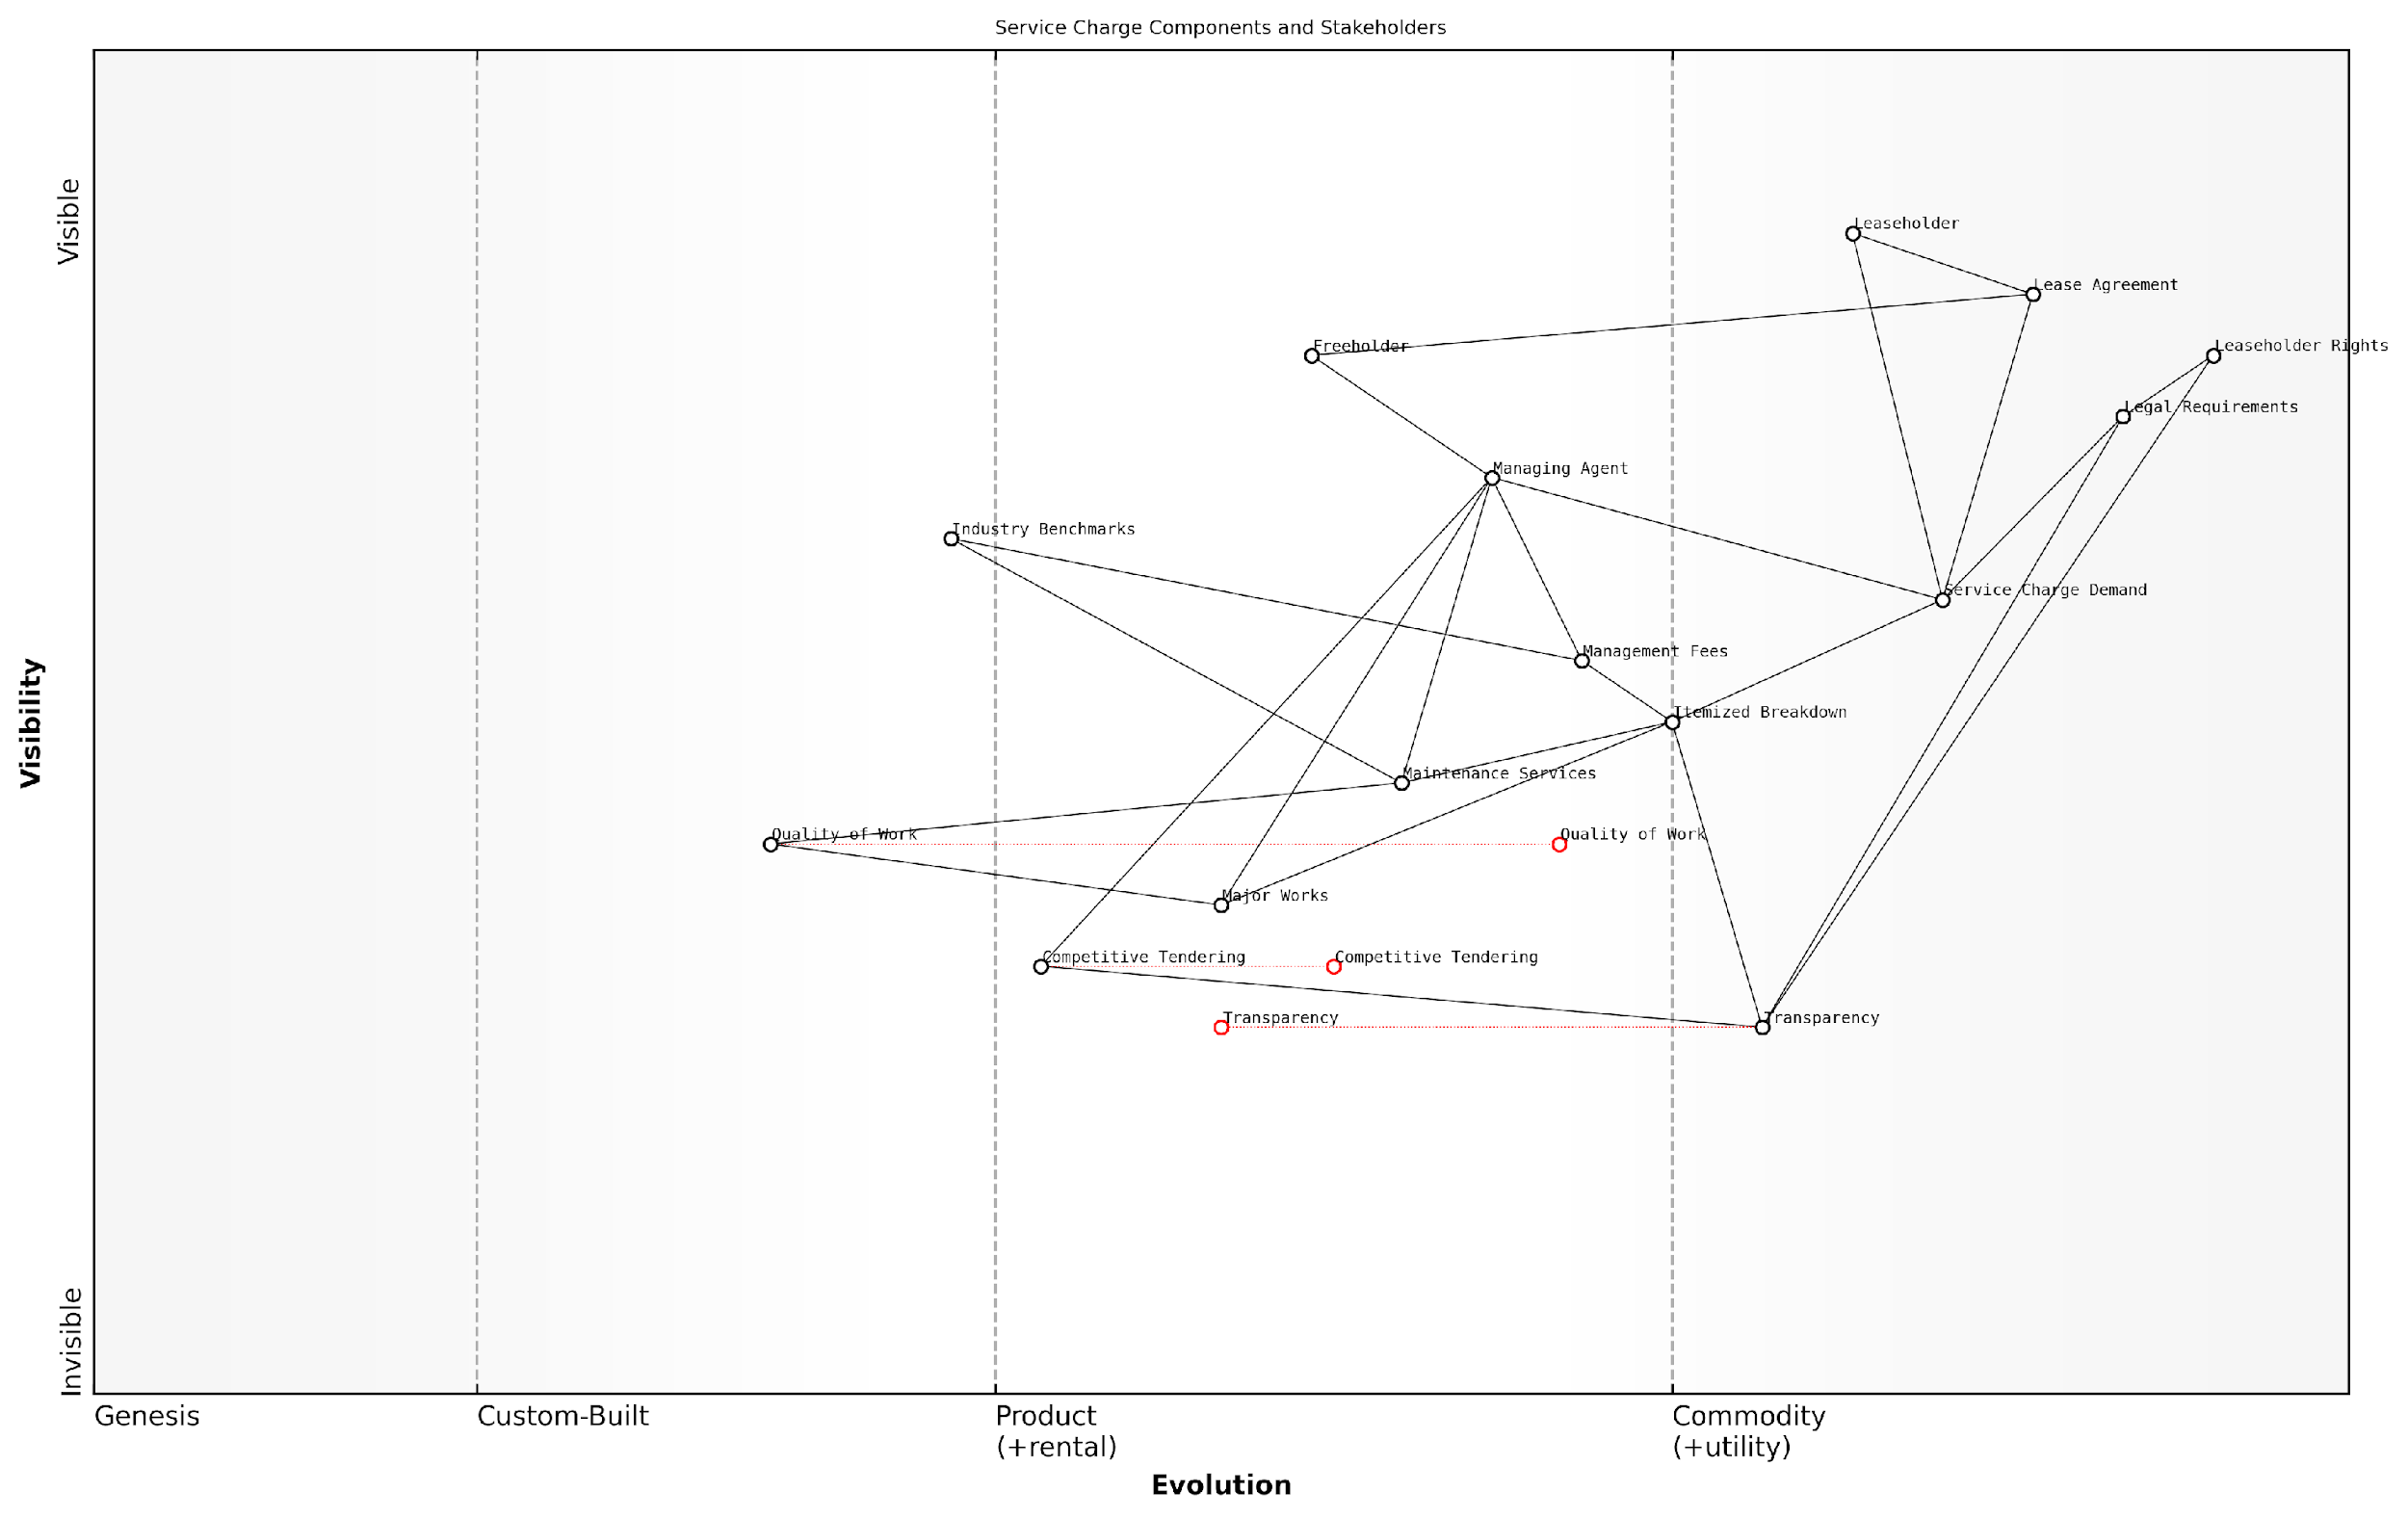 Service Charge Components and Stakeholders
Visible
Leaseholder
Lease Agreement
Freeholder
Leaseholder Rights
Legal Requirements
Managing Agent
Industry Benchmarks
Service Charge Demand
Management Fees
Itemized Breakdown
Maintenance Services
Quality of Work
Quality of Work
Major Works
Competitive Tendering
Competitive Tendering
Transparency
Transparency
Visibility
Invisible
Genesis
Custom-Built
Product
(+rental)
Commodity
(+utility)
Evolution